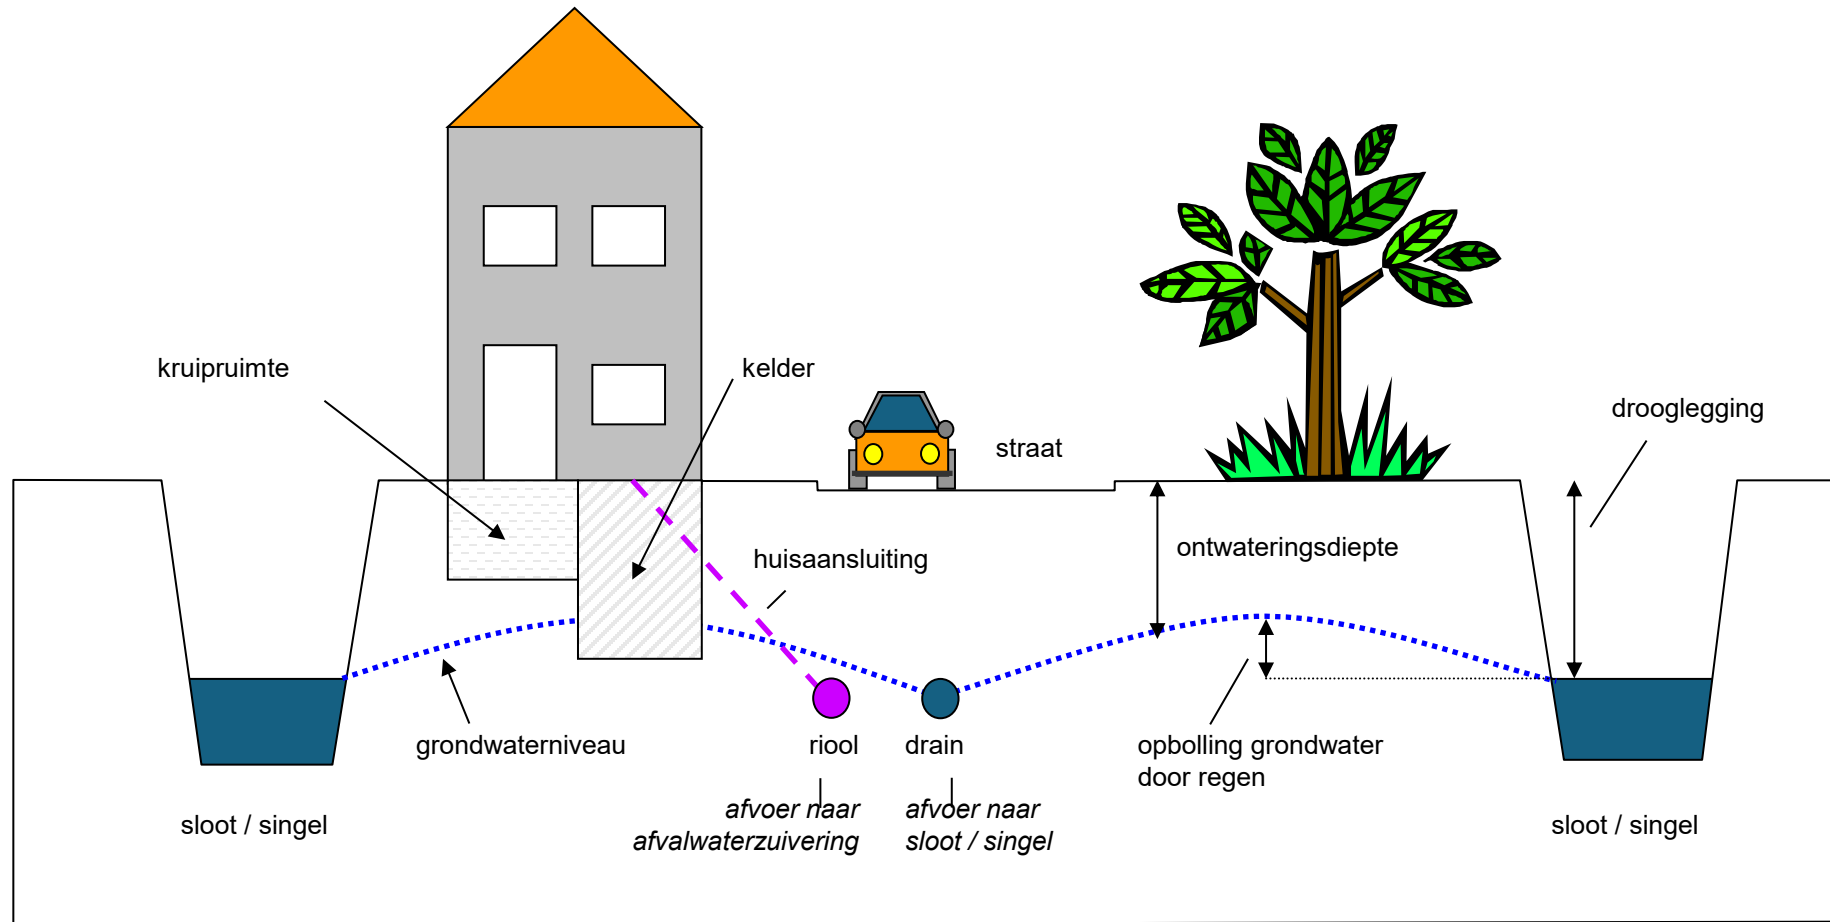 kruipruimte
kelder
drooglegging
straat
ontwateringsdiepte
huisaansluiting
grondwaterniveau
riool
drain
opbolling grondwater
door regen
afvoer naar
afvalwaterzuivering
afvoer naar
sloot / singel
sloot / singel
sloot / singel